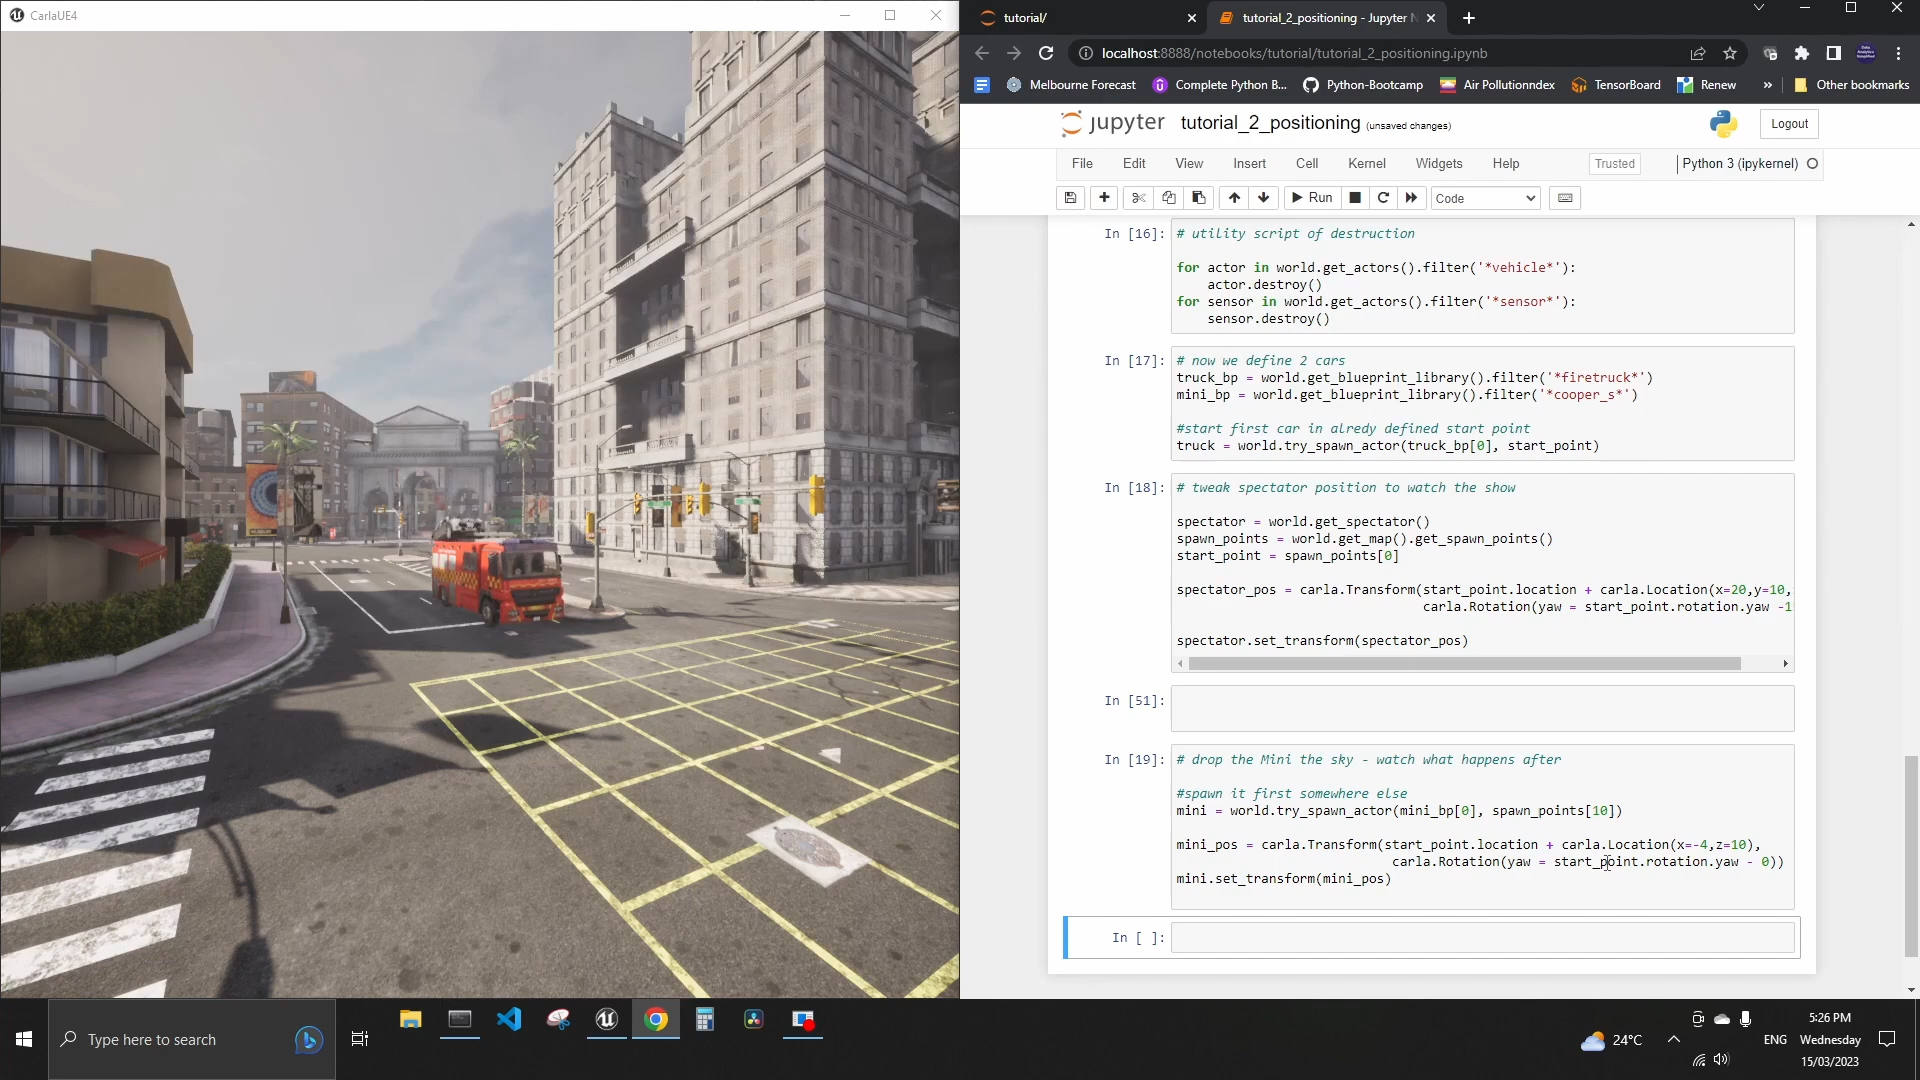 CarlaUE4
tutorial/
tutorial_2_positioning - Jupyter N
localhost:8888/notebooks/tutorial/tutorial_2_positioning.ipynb
Melbourne Forecast
Complete Python B...
Python-Bootcamp
Air Pollutionndex
TensorBoard
Renew
»
Other bookmarks
jupyter
tutorial_2_positioning (unsaved changes)
Logout
File Edit View Insert Cell Kernel Widgets Help
Trusted
Python 3 (ipykernel)
Run
Code
In [16]:
# utility script of destruction
for actor in world.get_actors().filter('*vehicle*'):
actor.destroy()
for sensor in world.get_actors().filter('*sensor*'):
sensor.destroy()
In [17]:
# now we define 2 cars
truck_bp = world.get_blueprint_library().filter('*firetruck*')
mini_bp = world.get_blueprint_library().filter('*cooper_s*')
#start first car in alredy defined start point
truck = world.try_spawn_actor(truck_bp[0], start_point)
In [18]:
# tweak spectator position to watch the show
spectator = world.get_spectator()
spawn_points = world.get_map().get_spawn_points()
start_point = spawn_points[0]
spectator_pos = carla.Transform(start_point.location + carla.Location(x=20,y=10,
carla.Rotation(yaw = start_point.rotation.yaw -1
spectator.set_transform(spectator_pos)
In [51]:
In [19]:
# drop the Mini the sky - watch what happens after
#spawn it first somewhere else
mini = world.try_spawn_actor(mini_bp[0], spawn_points[10])
mini_pos = carla.Transform(start_point.location + carla.Location(x=-4,z=10),
carla.Rotation(yaw = start_point.rotation.yaw - 0))
mini.set_transform(mini_pos)
In [ ]:
Type here to search
24°C
ENG
5:26 PM
Wednesday
15/03/2023